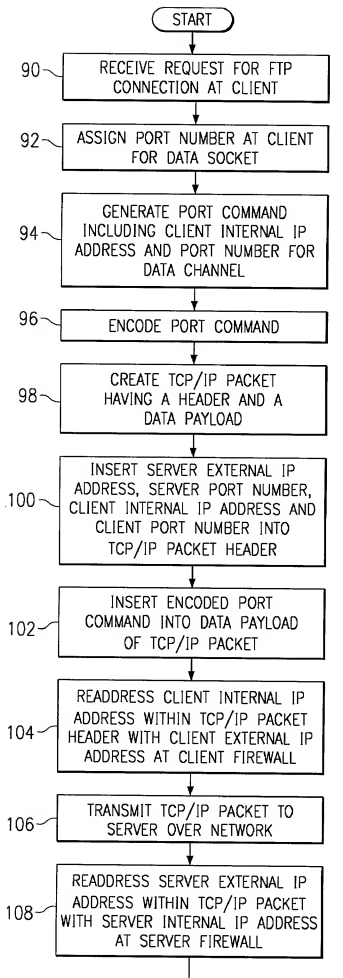 START
90
RECEIVE REQUEST FOR FTP
CONNECTION AT CLIENT
92
ASSIGN PORT NUMBER AT CLIENT
FOR DATA SOCKET
94
GENERATE PORT COMMAND
INCLUDING CLIENT INTERNAL IP
ADDRESS AND PORT NUMBER FOR
DATA CHANNEL
96
ENCODE PORT COMMAND
98
CREATE TCP/IP PACKET
HAVING A HEADER AND A
DATA PAYLOAD
100
INSERT SERVER EXTERNAL IP
ADDRESS, SERVER PORT NUMBER,
CLIENT INTERNAL IP ADDRESS AND
CLIENT PORT NUMBER INTO
TCP/IP PACKET HEADER
102
INSERT ENCODED PORT
COMMAND INTO DATA PAYLOAD
OF TCP/IP PACKET
104
READDRESS CLIENT INTERNAL IP
ADDRESS WITHIN TCP/IP PACKET
HEADER WITH CLIENT EXTERNAL IP
ADDRESS AT CLIENT FIREWALL
106
TRANSMIT TCP/IP PACKET TO
SERVER OVER NETWORK
108
READDRESS SERVER EXTERNAL IP
ADDRESS WITHIN TCP/IP PACKET
WITH SERVER INTERNAL IP ADDRESS
AT SERVER FIREWALL